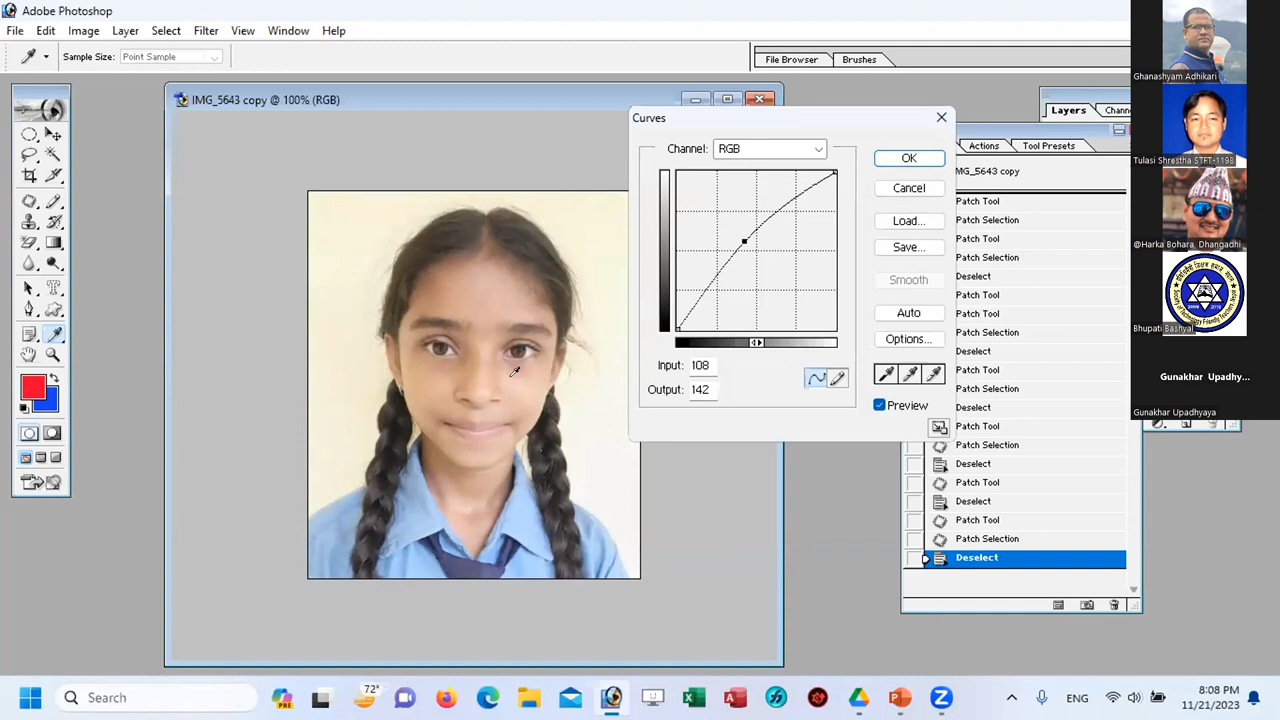 Adobe Photoshop
File Edit Image Layer Select Filter View Window Help
Sample Size: Point Sample
File Browser Brushes
IMG_5643 copy @ 100% (RGB)
Curves
Channel: RGB
OK
Cancel
Load...
Save...
Smooth
Auto
Options...
Input: 108
Output: 142
Preview
Layers
Actions Tool Presets
MG_5643 copy
Patch Tool
Patch Selection
Patch Tool
Patch Selection
Deselect
Patch Tool
Patch Selection
Deselect
Patch Tool
Patch Selection
Patch Tool
Deselect
Patch Tool
Patch Selection
Deselect
Patch Tool
Deselect
Patch Tool
Patch Selection
Deselect
Ghanashyam Adhikari
Tulasi Shrestha STFT-1198
@Harka Bohara, Dhangadhi
Bhupati Bashyal
Gunakhar Upadhy...
Gunakhar Upadhyaya
Search
PRE
72°
ENG
8:08 PM
11/21/2023